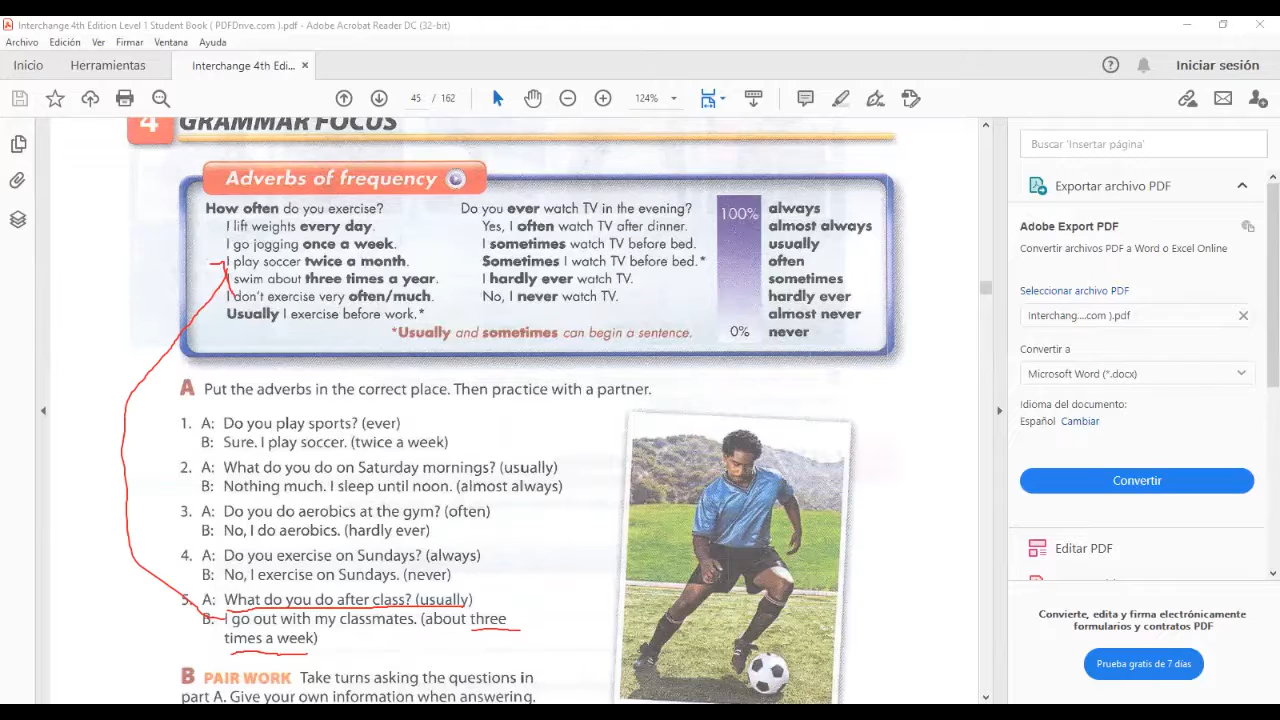 Interchange 4th Edition Level 1 Student Book ( PDFDrive.com ).pdf - Adobe Acrobat Reader DC (32-bit)
Archivo Edición Ver Firmar Ventana Ayuda
Inicio Herramientas Interchange 4th Edi... × Iniciar sesión
45 / 162 124%
4 GRAMMAR FOCUS
Adverbs of frequency
How often do you exercise?
I lift weights every day.
I go jogging once a week.
I play soccer twice a month.
I swim about three times a year.
I don't exercise very often/much.
Usually I exercise before work.*
Do you ever watch TV in the evening?
Yes, I often watch TV after dinner.
I sometimes watch TV before bed.
Sometimes I watch TV before bed.*
I hardly ever watch TV.
No, I never watch TV.
*Usually and sometimes can begin a sentence.
100% always
almost always
usually
often
sometimes
hardly ever
almost never
0% never
A Put the adverbs in the correct place. Then practice with a partner.
1. A: Do you play sports? (ever)
B: Sure. I play soccer. (twice a week)
2. A: What do you do on Saturday mornings? (usually)
B: Nothing much. I sleep until noon. (almost always)
3. A: Do you do aerobics at the gym? (often)
B: No, I do aerobics. (hardly ever)
4. A: Do you exercise on Sundays? (always)
B: No, I exercise on Sundays. (never)
5. A: What do you do after class? (usually)
B: I go out with my classmates. (about three
times a week)
B PAIR WORK Take turns asking the questions in
part A. Give your own information when answering.
Buscar 'Insertar página'
Exportar archivo PDF
Adobe Export PDF
Convertir archivos PDF a Word o Excel Online
Seleccionar archivo PDF
Interchang....com ).pdf
Convertir a
Microsoft Word (*.docx)
Idioma del documento:
Español Cambiar
Convertir
Editar PDF
Convierte, edita y firma electrónicamente
formularios y contratos PDF
Prueba gratis de 7 días